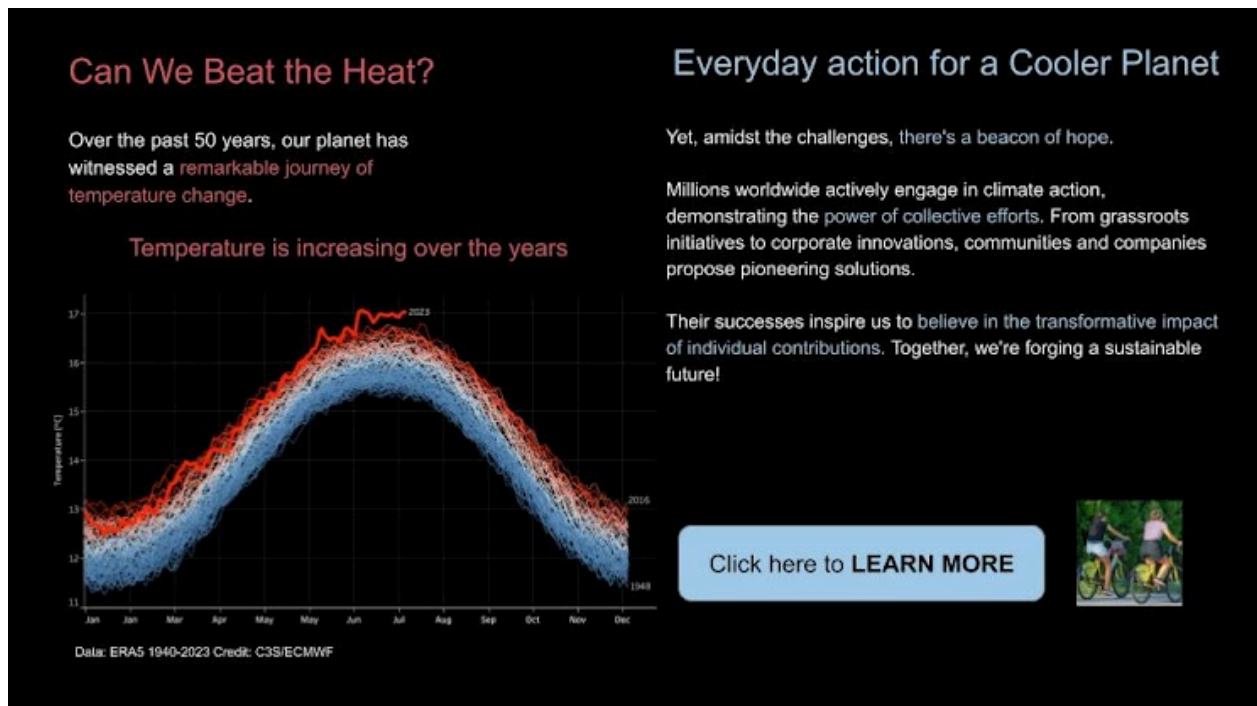 Can We Beat the Heat?
Over the past 50 years, our planet has
witnessed a remarkable journey of
temperature change.
Temperature is increasing over the years
Temperature (°C)
17
16
15
14
13
12
11
2023
2016
1948
Jan Jan Mar Apr May May Jun Jul Aug Sep Oct Nov Dec
Data: ERA5 1940-2023 Credit: C3S/ECMWF
Everyday action for a Cooler Planet
Yet, amidst the challenges, there's a beacon of hope.
Millions worldwide actively engage in climate action,
demonstrating the power of collective efforts. From grassroots
initiatives to corporate innovations, communities and companies
propose pioneering solutions.
Their successes inspire us to believe in the transformative impact
of individual contributions. Together, we're forging a sustainable
future!
Click here to LEARN MORE